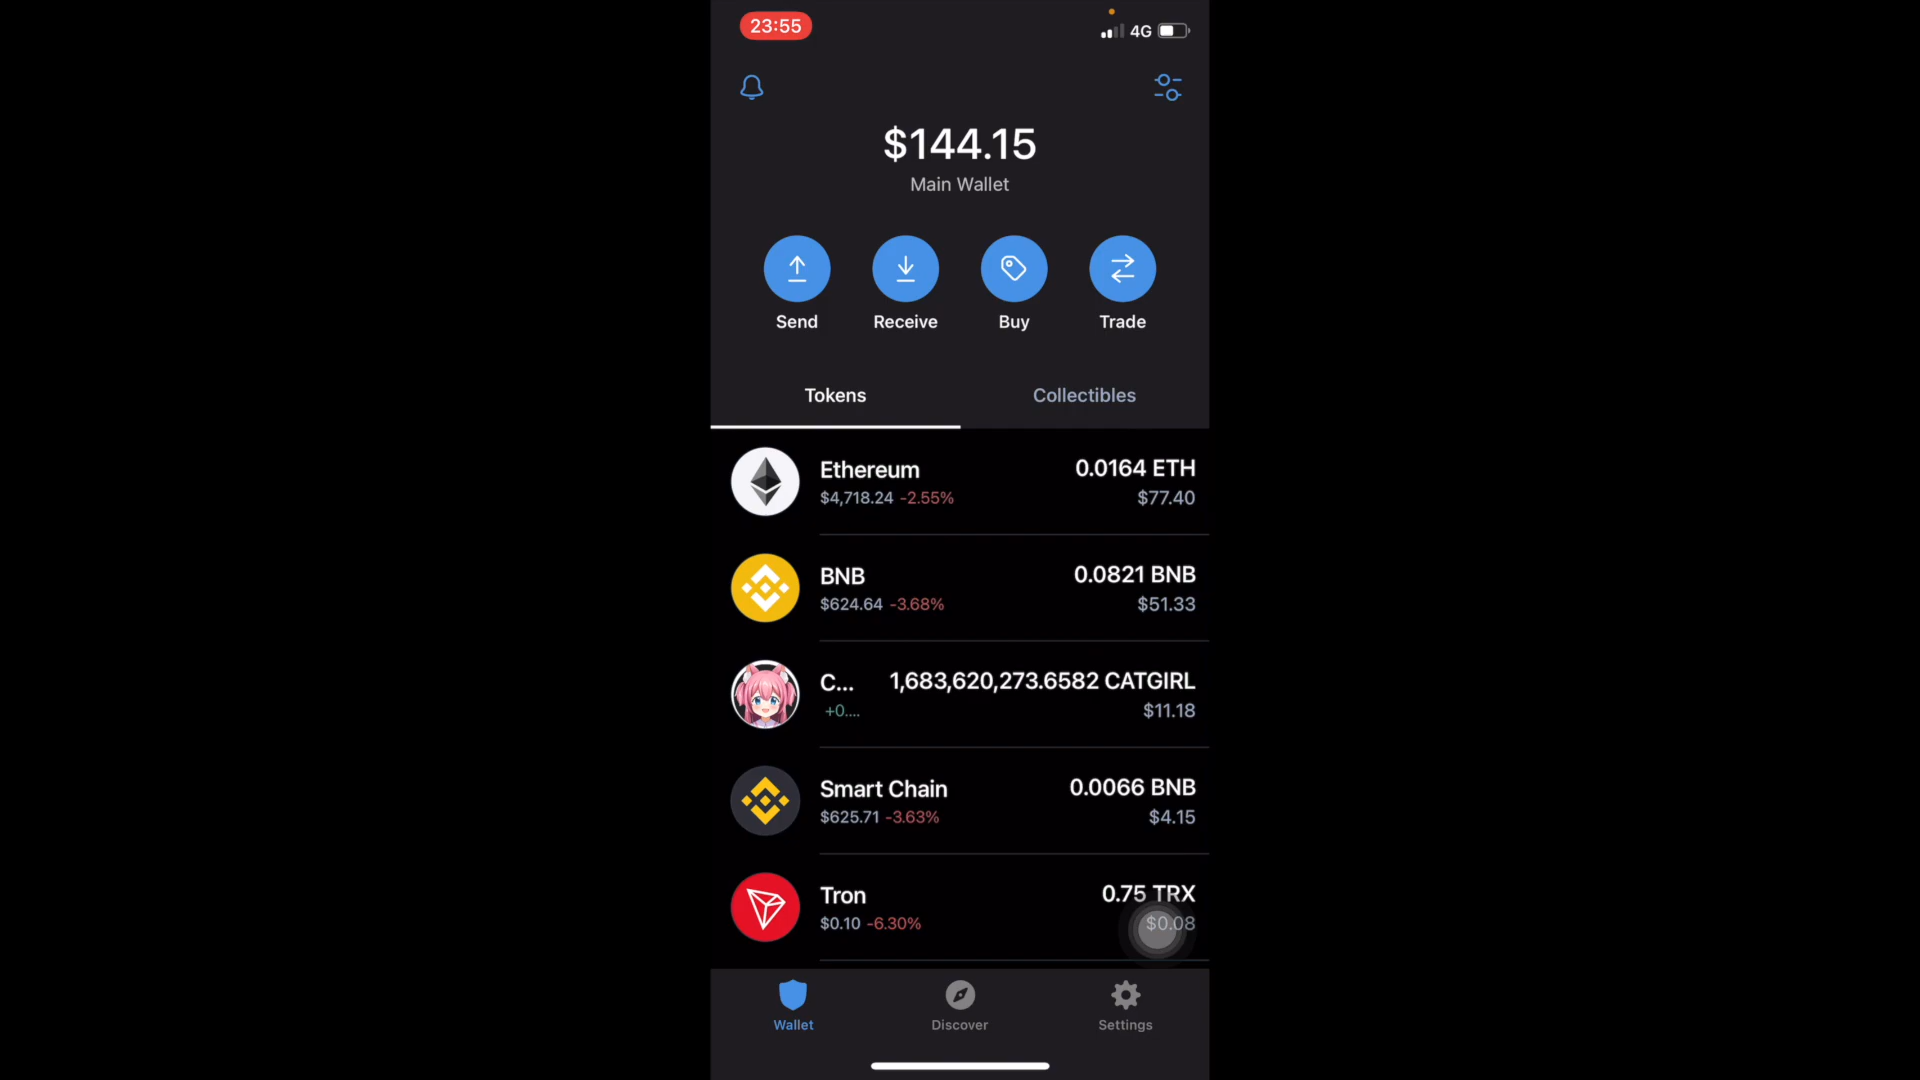 23:55
4G
$144.15
Main Wallet
Send Receive Buy Trade
Tokens Collectibles
Ethereum 0.0164 ETH
$4,718.24 -2.55% $77.40
BNB 0.0821 BNB
$624.64 -3.68% $51.33
C... 1,683,620,273.6582 CATGIRL
+0.... $11.18
Smart Chain 0.0066 BNB
$625.71 -3.63% $4.15
Tron 0.75 TRX
$0.10 -6.30% $0.08
Wallet Discover Settings